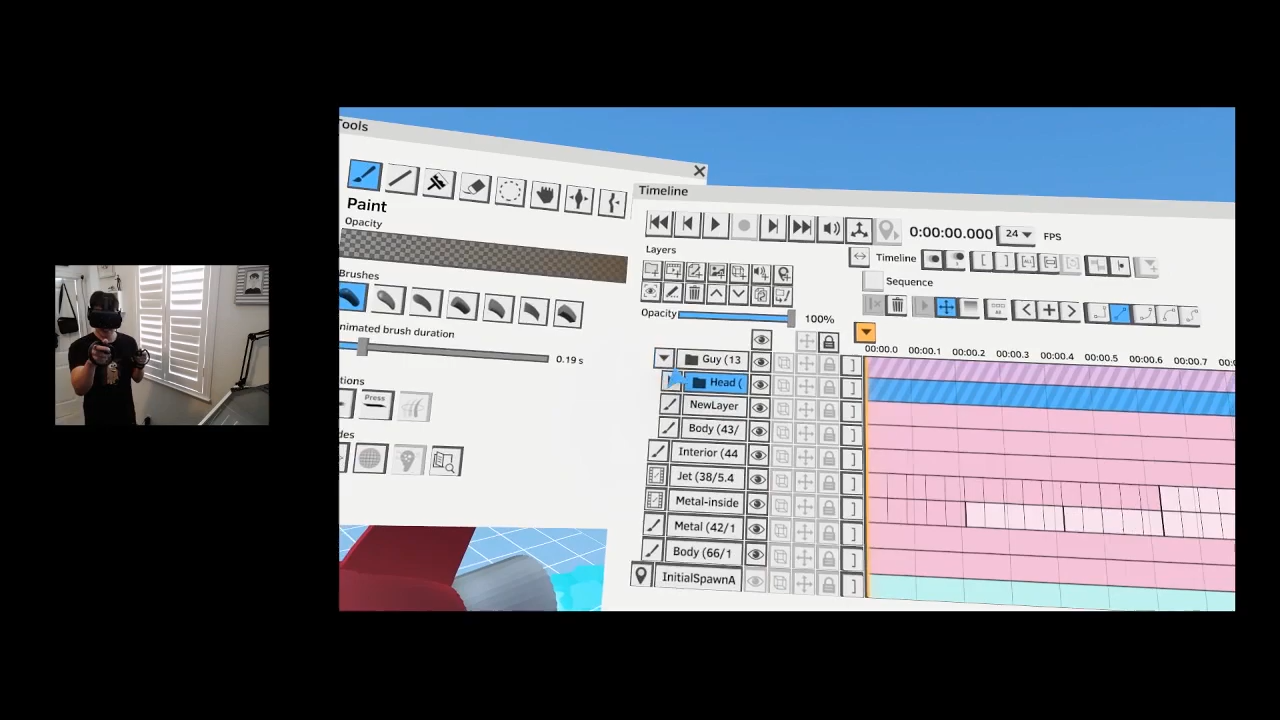 Tools
Paint
Opacity
Brushes
nimated brush duration
0.19 s
tions
Press
des
Timeline
0:00:00.000
24
FPS
Layers
Timeline
Sequence
Opacity
100%
00:00.0 00:00.1 00:00.2 00:00.3 00:00.4 00:00.5 00:00.6 00:00.7
Guy (13
Head (
NewLayer
Body (43/
Interior (44
Jet (38/5.4
Metal-inside
Metal (42/1
Body (66/1
InitialSpawnA